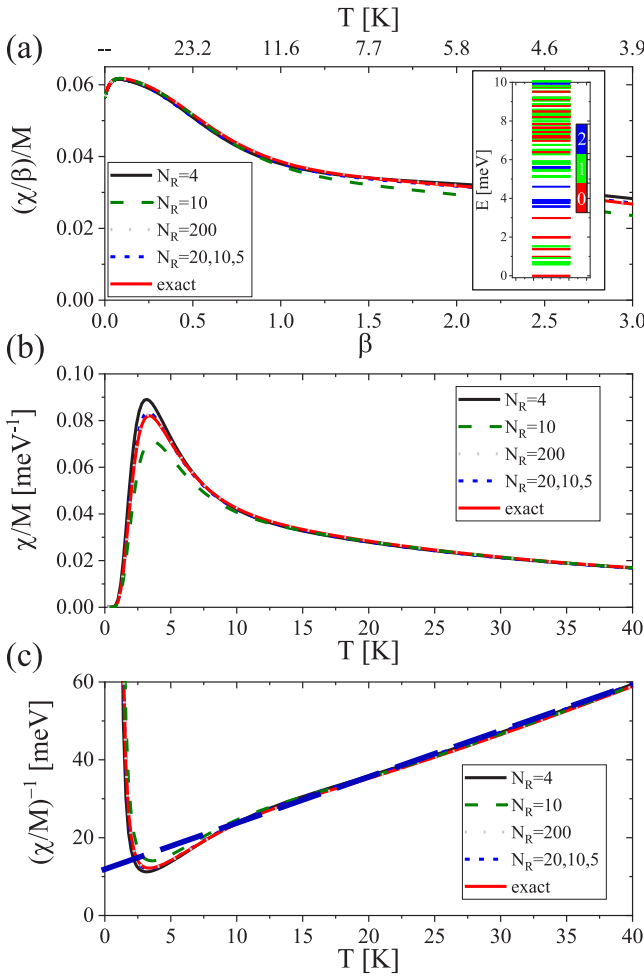 T [K]
-- 23.2 11.6 7.7 5.8 4.6 3.9
(a)
0.06
0.04
0.02
0.00
(χ/β)/M
N_R=4
N_R=10
N_R=200
N_R=20,10,5
exact
E [meV]
10
8
6
4
2
0
2
1
0
0.0 0.5 1.0 1.5 2.0 2.5 3.0
β
(b)
0.10
0.08
0.06
0.04
0.02
0.00
χ/M [meV⁻¹]
N_R=4
N_R=10
N_R=200
N_R=20,10,5
exact
0 5 10 15 20 25 30 35 40
T [K]
(c)
60
40
20
0
(χ/M)⁻¹ [meV]
N_R=4
N_R=10
N_R=200
N_R=20,10,5
exact
0 5 10 15 20 25 30 35 40
T [K]